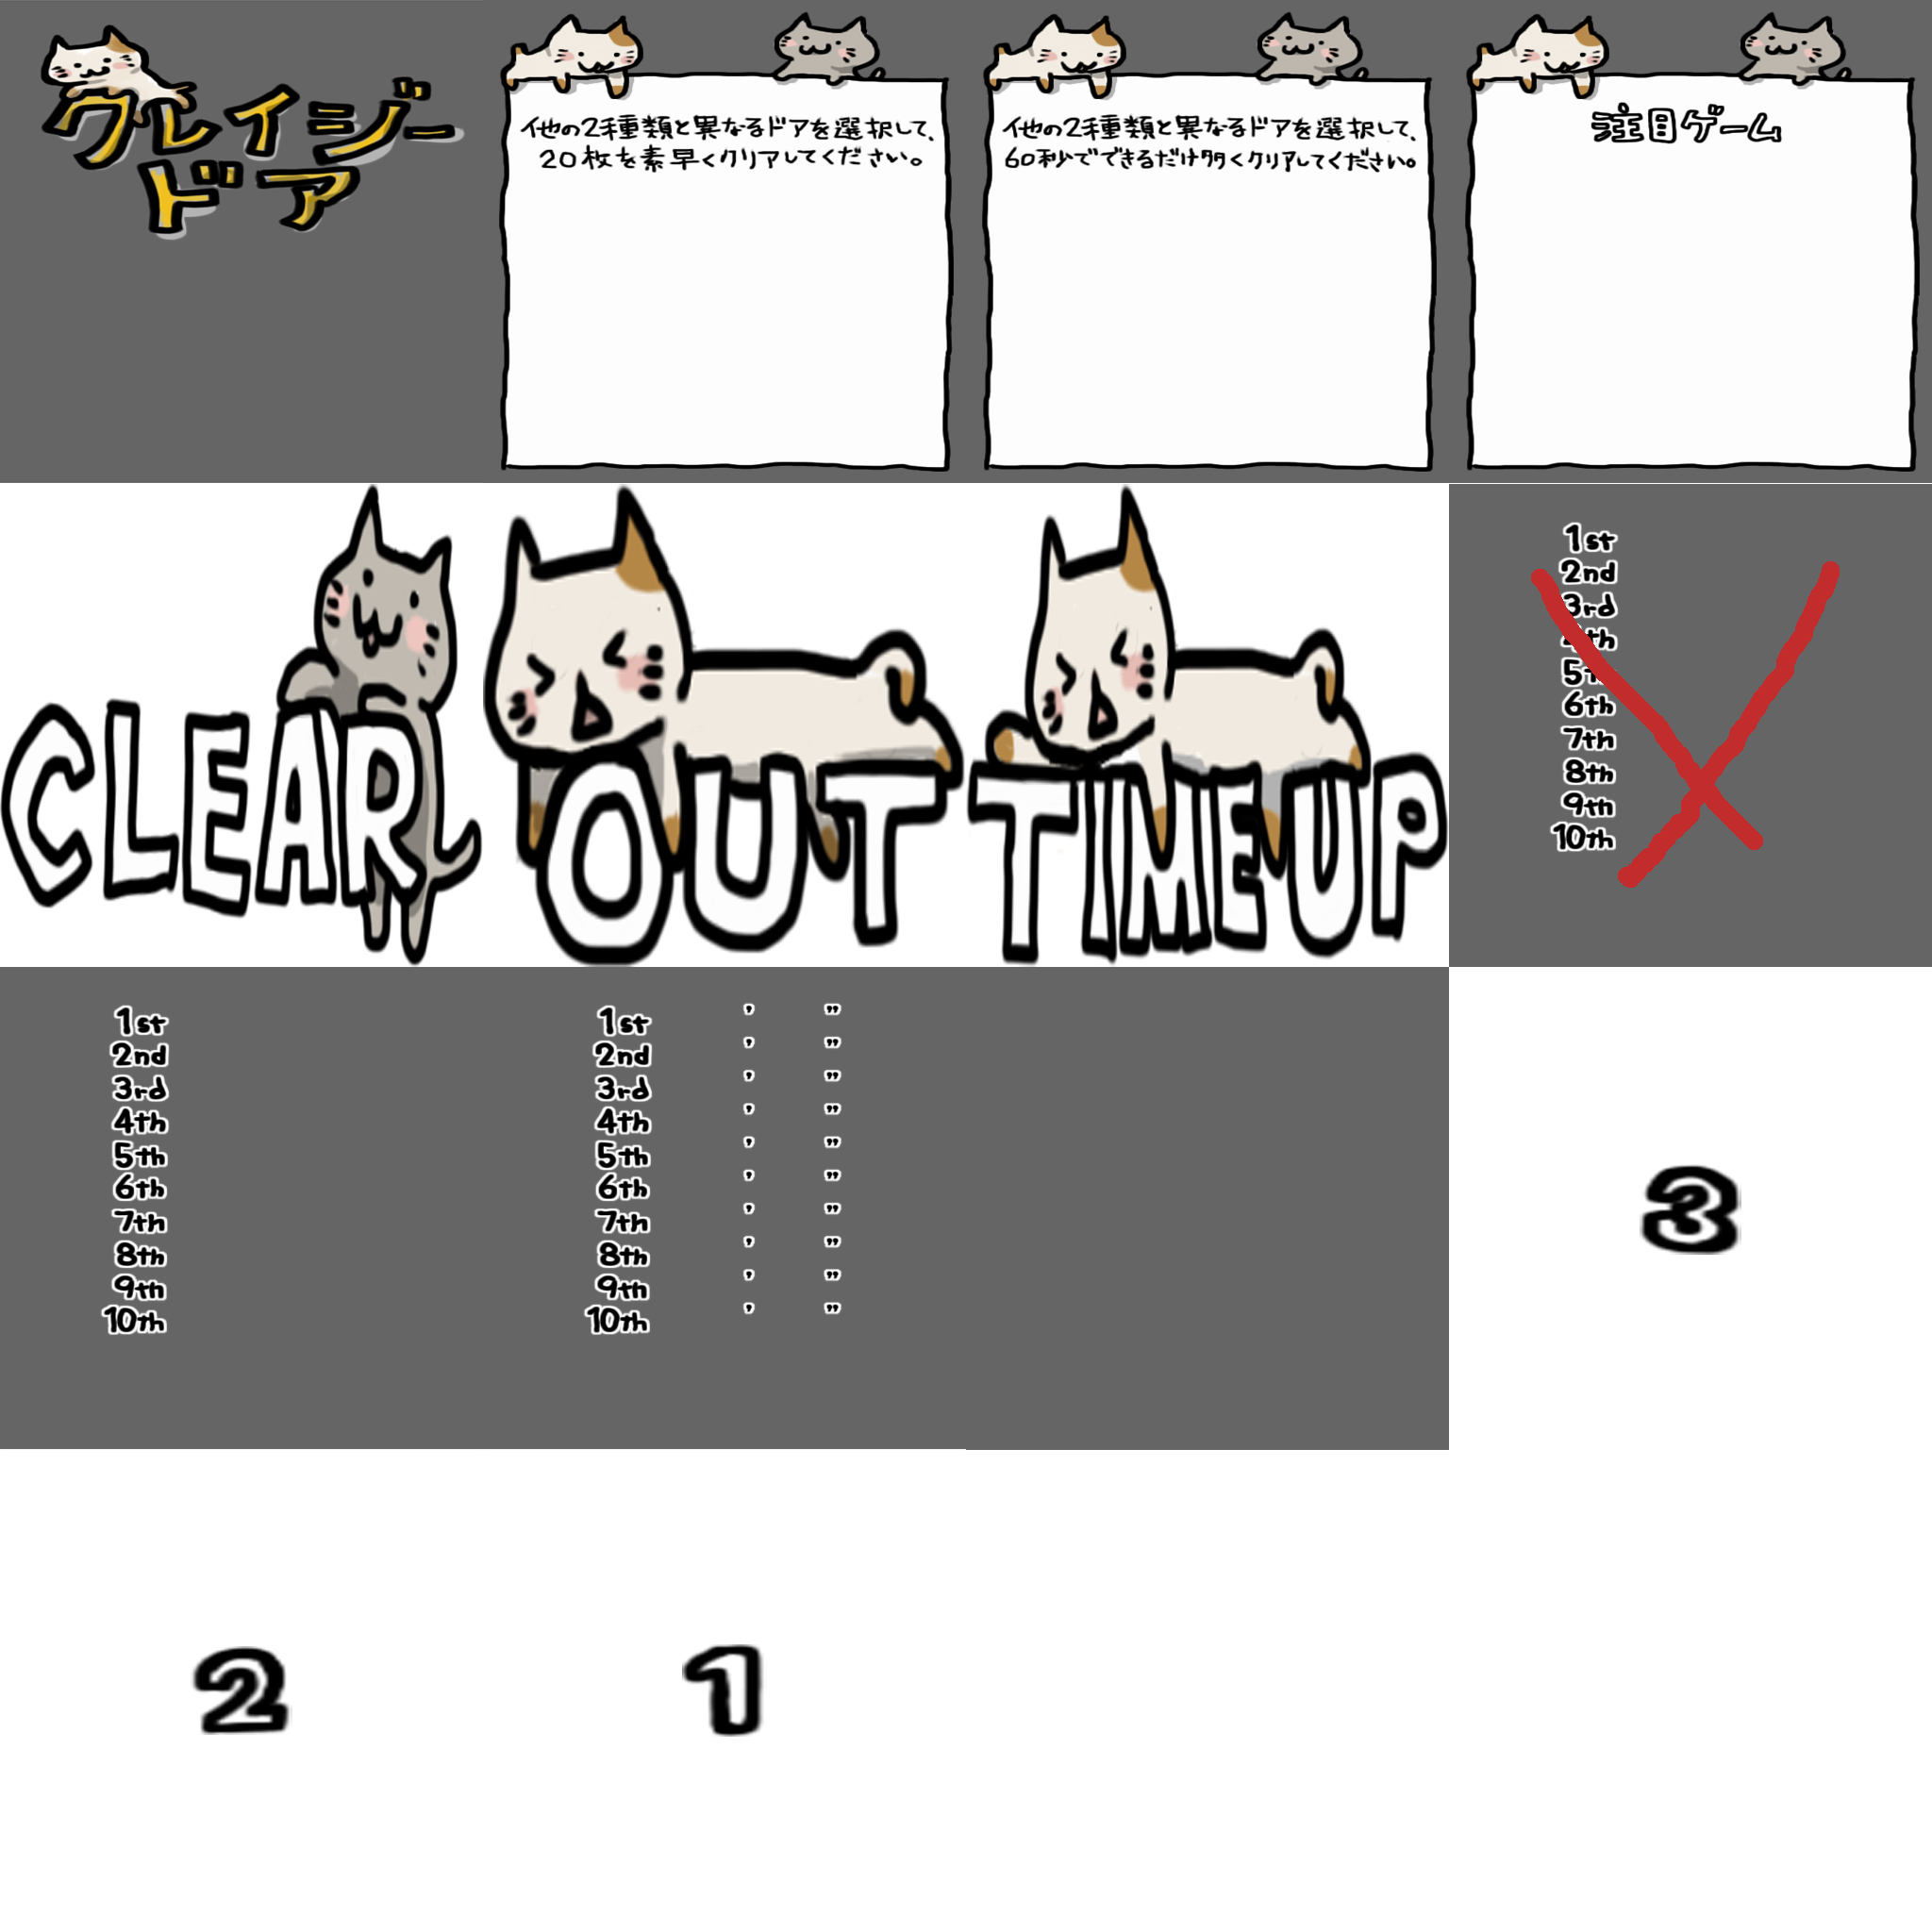 クレイジー
ドア
他の2種類と異なるドアを選択して、
20枚を素早くクリアしてください。
他の2種類と異なるドアを選択して、
60秒でできるだけ多くクリアしてください。
注目ゲーム
CLEAR
OUT
TIME UP
1st
2nd
3rd
4th
5th
6th
7th
8th
9th
10th
1st
2nd
3rd
4th
5th
6th
7th
8th
9th
10th
1st ’ ”
2nd ’ ”
3rd ’ ”
4th ’ ”
5th ’ ”
6th ’ ”
7th ’ ”
8th ’ ”
9th ’ ”
10th ’ ”
3
2
1